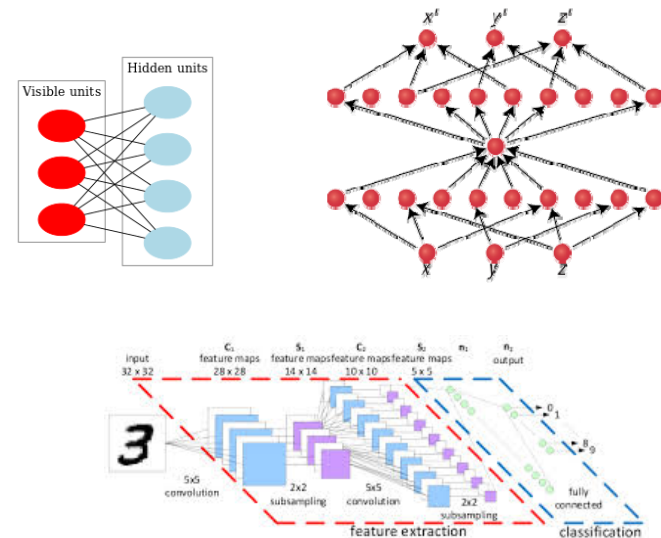 Hidden units
Visible units
x' y' z'
x y z
C₁ S₁ C₂ S₂ n₁ n₂
input feature maps feature maps feature maps feature maps output
32 x 32 28 x 28 14 x 14 10 x 10 5 x 5
0
1
8
9
3
5x5
convolution
2x2
subsampling
5x5
convolution
2x2
subsampling
fully
connected
feature extraction
classification